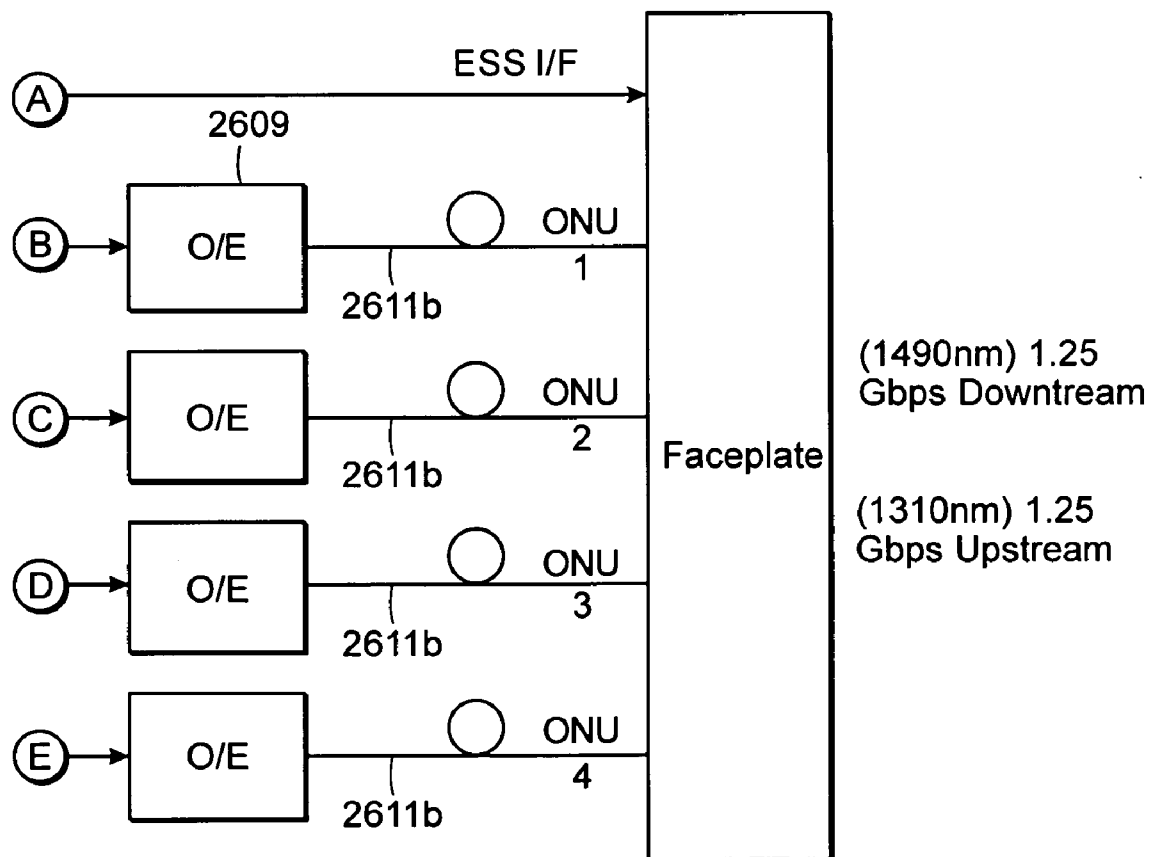 ESS I/F
A
2609
B
O/E
ONU
1
2611b
C
O/E
ONU
2
2611b
D
O/E
ONU
3
2611b
E
O/E
ONU
4
2611b
Faceplate
(1490nm) 1.25
Gbps Downtream
(1310nm) 1.25
Gbps Upstream